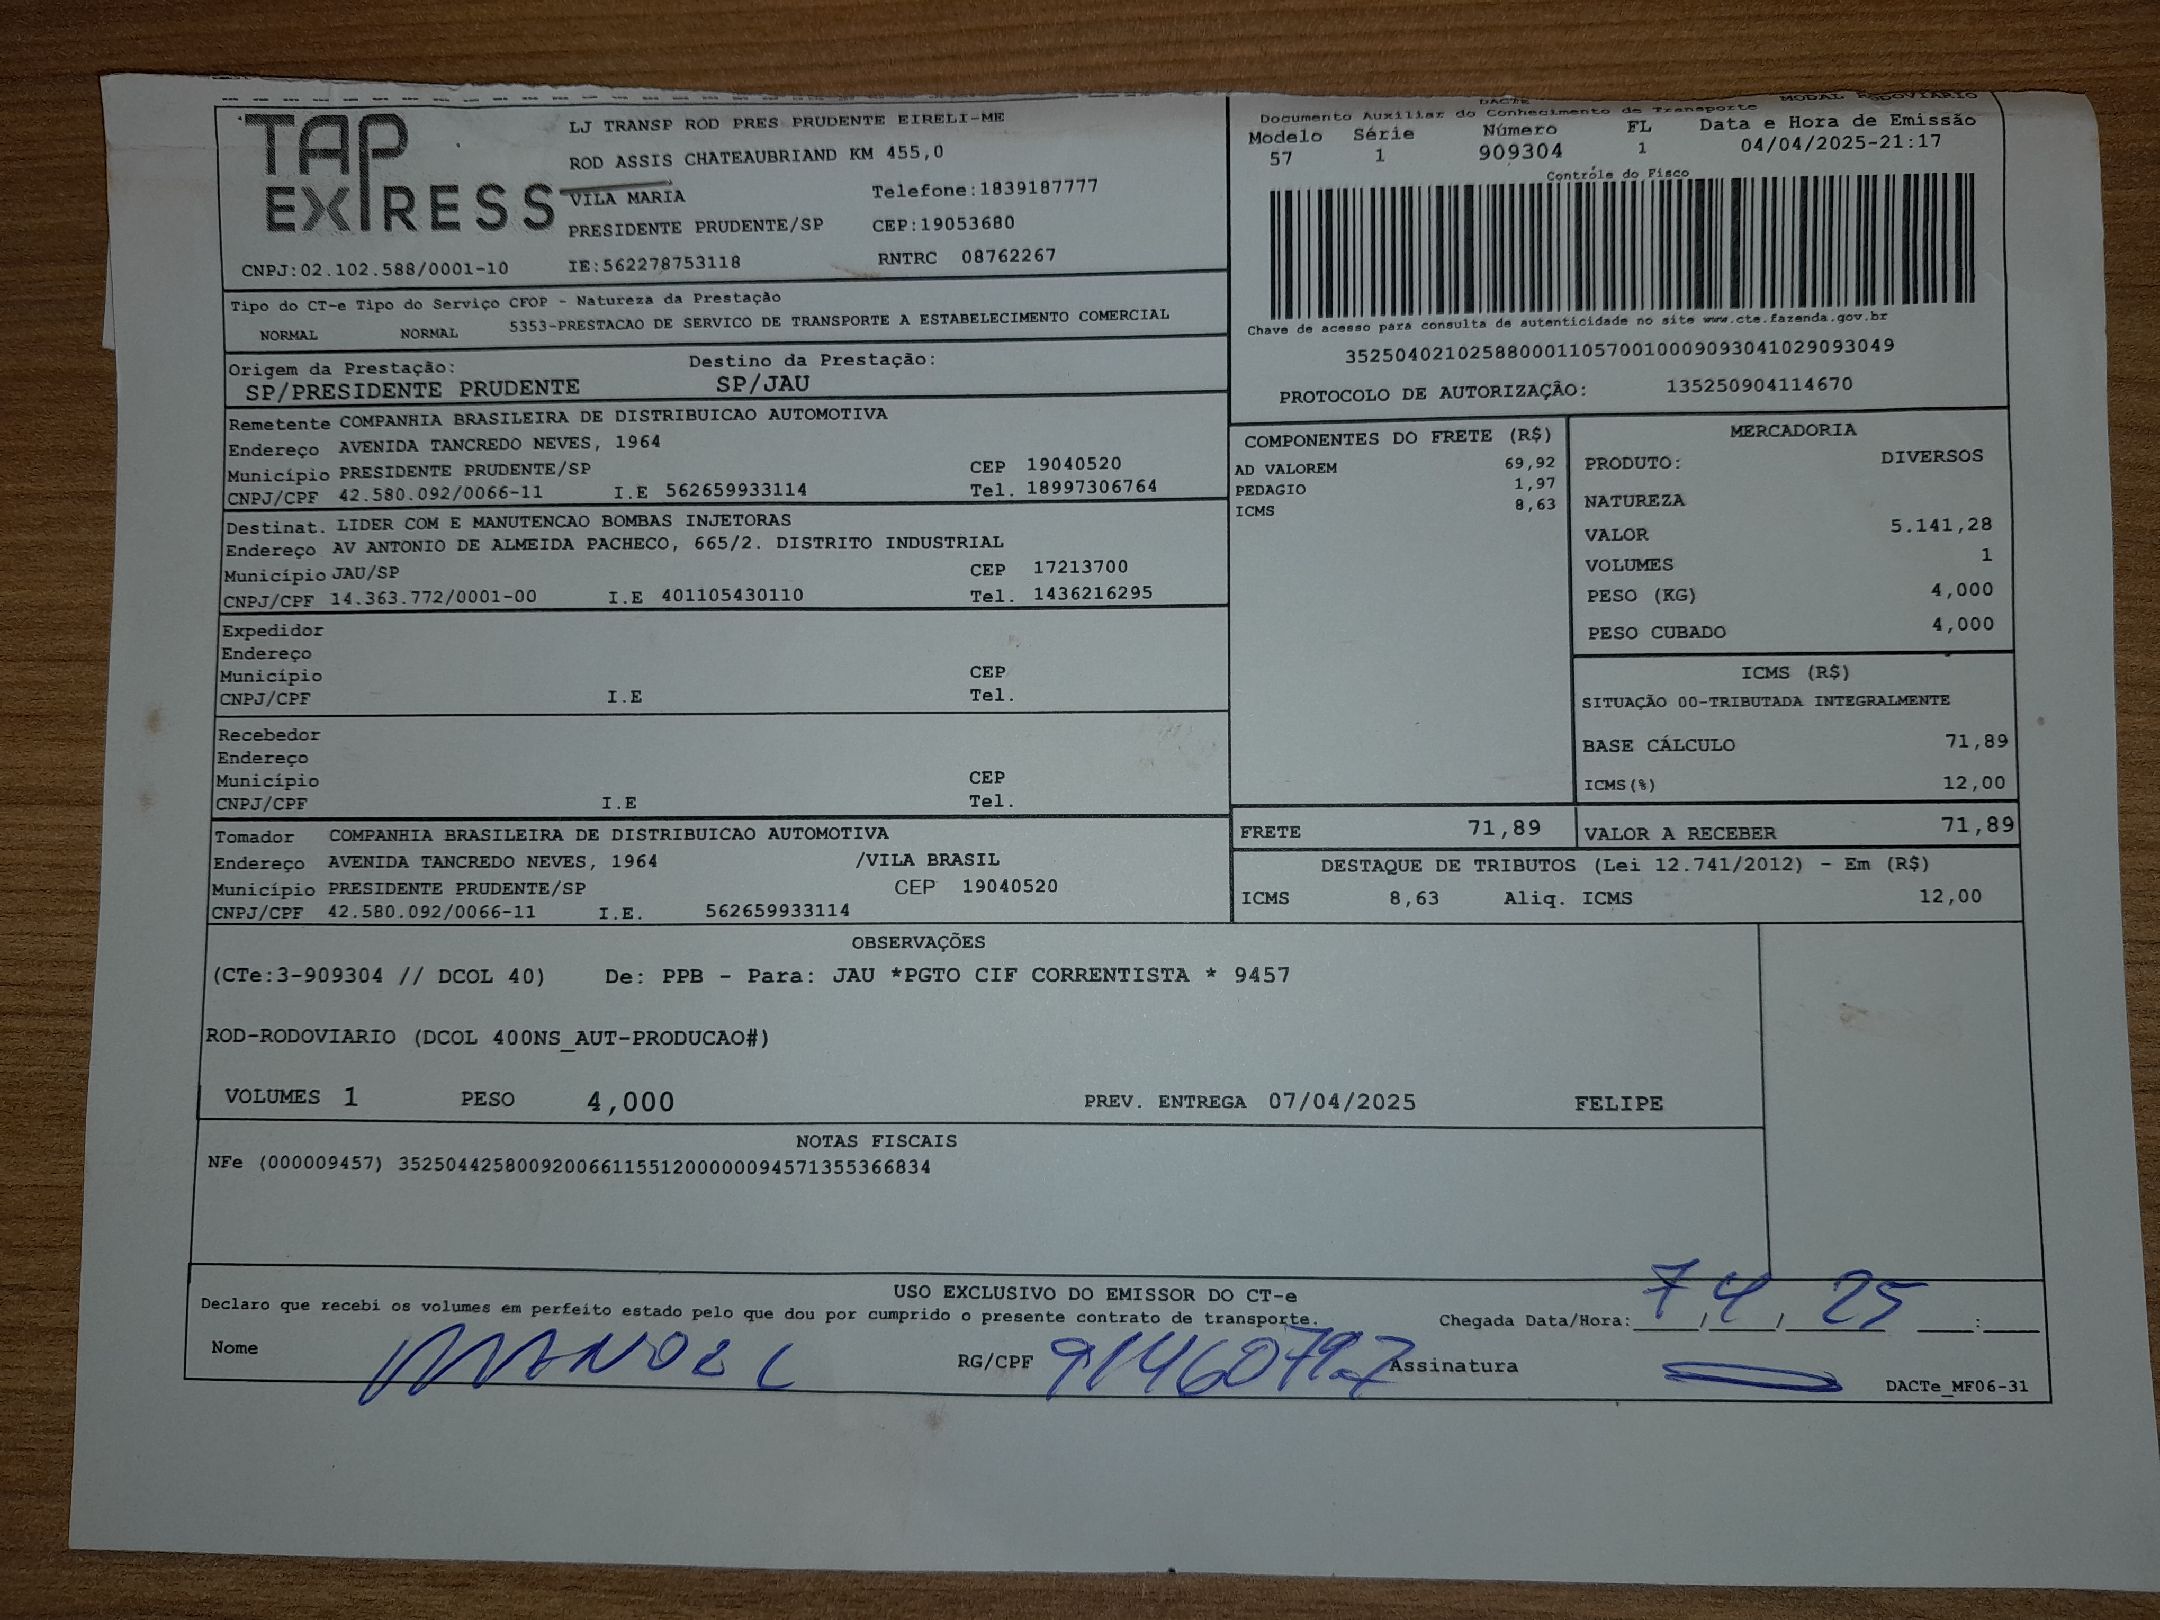 DACTE MODAL RODOVIÁRIO
Documento Auxiliar do Conhecimento de Transporte
TAP EXPRESS
LJ TRANSP ROD PRES PRUDENTE EIRELI-ME
ROD ASSIS CHATEAUBRIAND KM 455,0
VILA MARIA Telefone:1839187777
PRESIDENTE PRUDENTE/SP CEP:19053680
CNPJ:02.102.588/0001-10 IE:562278753118 RNTRC 08762267
Modelo Série Número FL Data e Hora de Emissão
57 1 909304 1 04/04/2025-21:17
Contrôle do Fisco
Chave de acesso para consulta de autenticidade no site www.cte.fazenda.gov.br
35250402102588000110570010009093041029093049
PROTOCOLO DE AUTORIZAÇÃO: 135250904114670
Tipo do CT-e Tipo do Serviço CFOP - Natureza da Prestação
NORMAL NORMAL 5353-PRESTACAO DE SERVICO DE TRANSPORTE A ESTABELECIMENTO COMERCIAL
Origem da Prestação: Destino da Prestação:
SP/PRESIDENTE PRUDENTE SP/JAU
Remetente COMPANHIA BRASILEIRA DE DISTRIBUICAO AUTOMOTIVA
Endereço AVENIDA TANCREDO NEVES, 1964
Município PRESIDENTE PRUDENTE/SP CEP 19040520
CNPJ/CPF 42.580.092/0066-11 I.E 562659933114 Tel. 18997306764
Destinat. LIDER COM E MANUTENCAO BOMBAS INJETORAS
Endereço AV ANTONIO DE ALMEIDA PACHECO, 665/2. DISTRITO INDUSTRIAL
Município JAU/SP CEP 17213700
CNPJ/CPF 14.363.772/0001-00 I.E 401105430110 Tel. 1436216295
Expedidor
Endereço
Município CEP
CNPJ/CPF I.E Tel.
Recebedor
Endereço
Município CEP
CNPJ/CPF I.E Tel.
Tomador COMPANHIA BRASILEIRA DE DISTRIBUICAO AUTOMOTIVA
Endereço AVENIDA TANCREDO NEVES, 1964 /VILA BRASIL
Município PRESIDENTE PRUDENTE/SP CEP 19040520
CNPJ/CPF 42.580.092/0066-11 I.E. 562659933114
COMPONENTES DO FRETE (R$)
AD VALOREM 69,92
PEDAGIO 1,97
ICMS 8,63
MERCADORIA
PRODUTO: DIVERSOS
NATUREZA
VALOR 5.141,28
VOLUMES 1
PESO (KG) 4,000
PESO CUBADO 4,000
ICMS (R$)
SITUAÇÃO 00-TRIBUTADA INTEGRALMENTE
BASE CÁLCULO 71,89
ICMS(%) 12,00
FRETE 71,89 VALOR A RECEBER 71,89
DESTAQUE DE TRIBUTOS (Lei 12.741/2012) - Em (R$)
ICMS 8,63 Aliq. ICMS 12,00
OBSERVAÇÕES
(CTe:3-909304 // DCOL 40) De: PPB - Para: JAU *PGTO CIF CORRENTISTA * 9457
ROD-RODOVIARIO (DCOL 400NS_AUT-PRODUCAO#)
VOLUMES 1 PESO 4,000 PREV. ENTREGA 07/04/2025 FELIPE
NOTAS FISCAIS
NFe (000009457) 35250442580092006611551200000094571355366834
USO EXCLUSIVO DO EMISSOR DO CT-e
Declaro que recebi os volumes em perfeito estado pelo que dou por cumprido o presente contrato de transporte. Chegada Data/Hora: 7/4/25 :
Nome MANOEL RG/CPF 9146079-7 Assinatura
DACTe_MF06-31